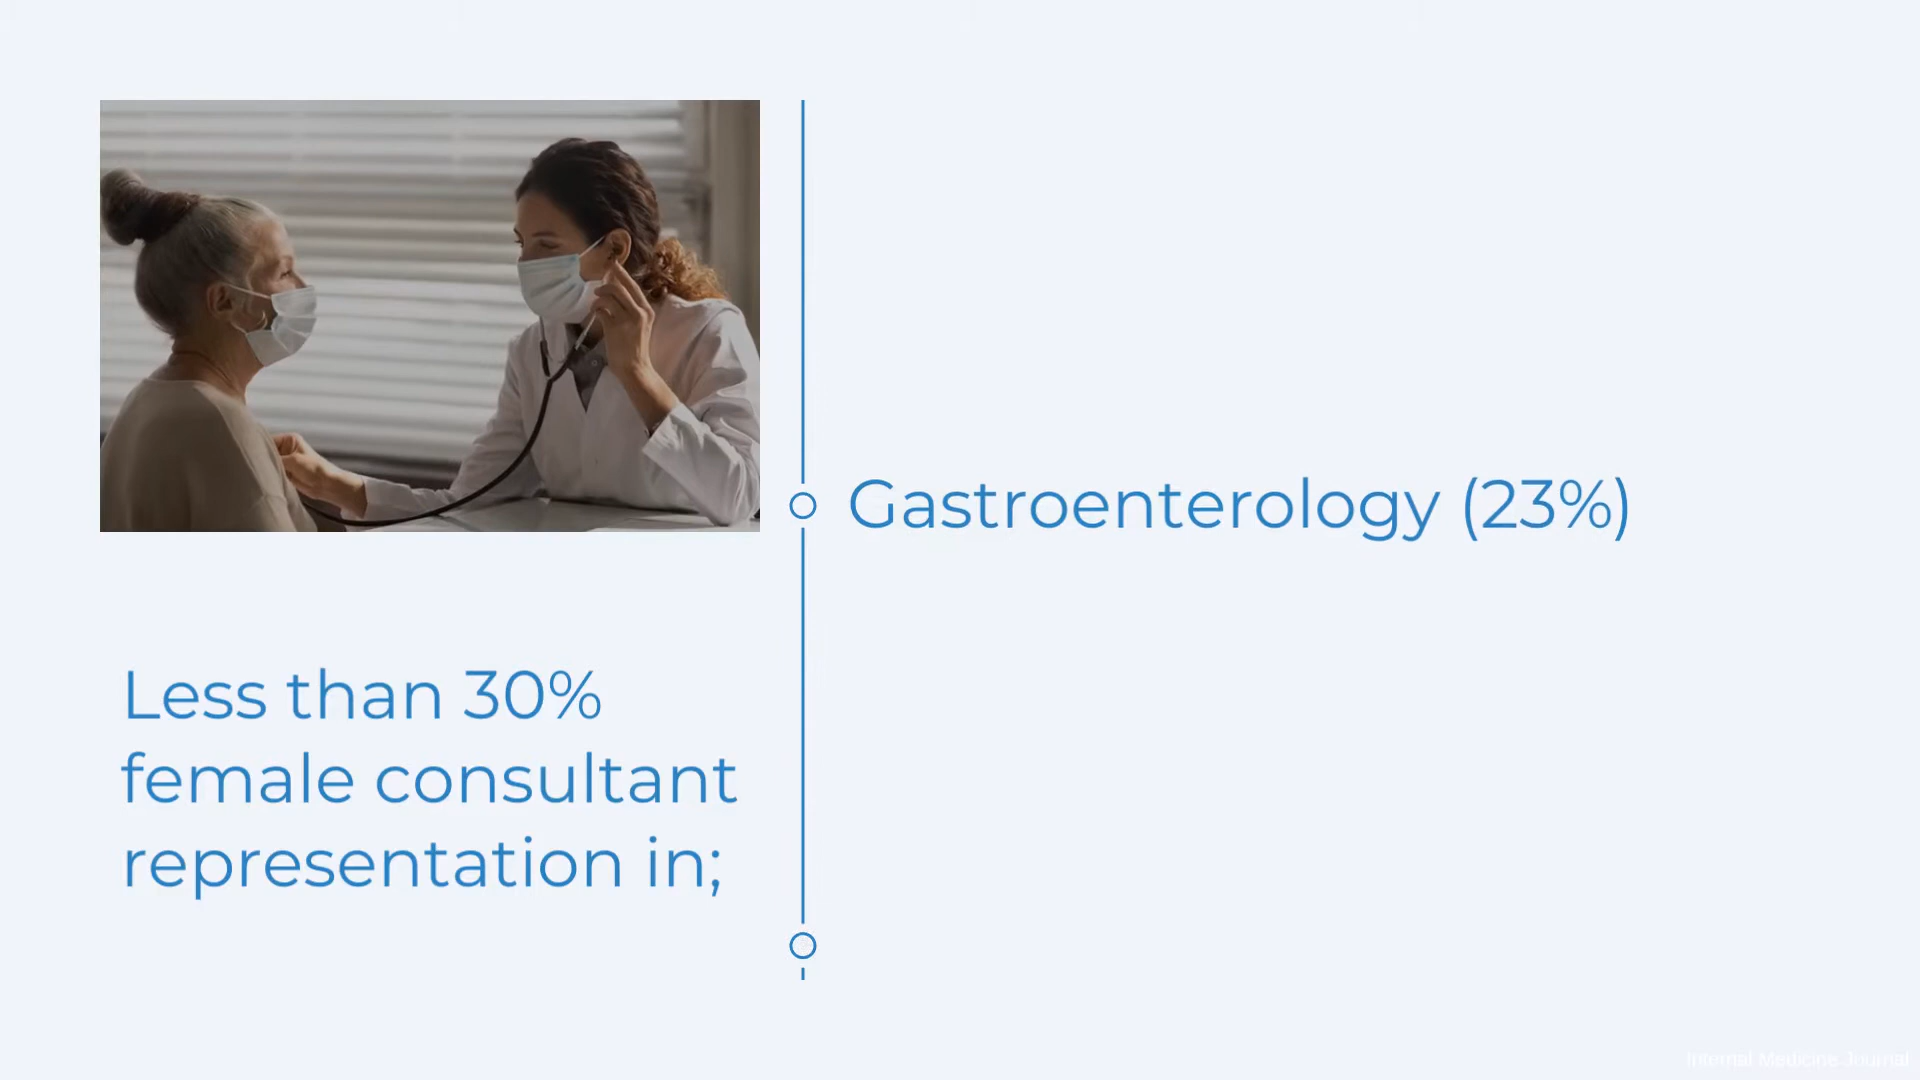 Less than 30%
female consultant
representation in;
Gastroenterology (23%)
Internal Medicine Journal